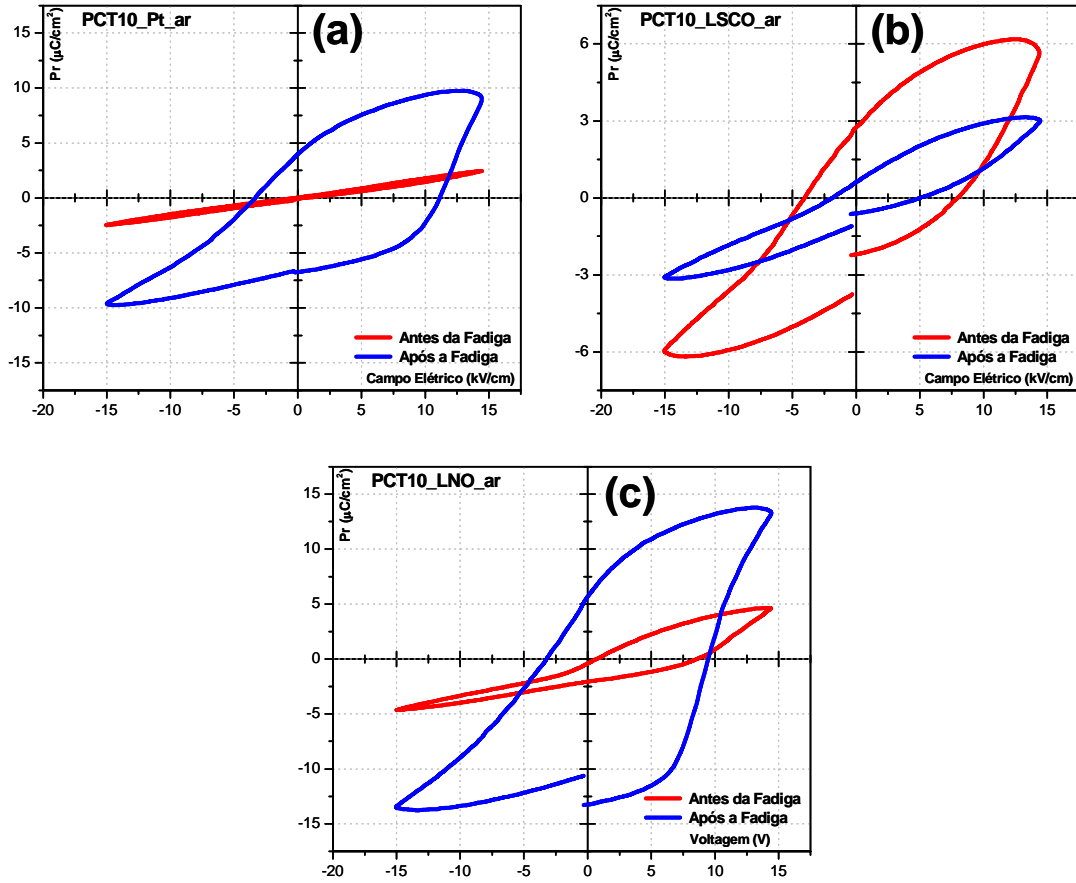 PCT10_Pt_ar
(a)
Pr (µC/cm²)
17.5
15
10
5
0
-5
-10
-15
Antes da Fadiga
Após a Fadiga
Campo Elétrico (kV/cm)
-20 -15 -10 -5 0 5 10 15
PCT10_LSCO_ar
(b)
Pr (µC/cm²)
6
3
0
-3
-6
Antes da Fadiga
Após a Fadiga
Campo Elétrico (kV/cm)
-20 -15 -10 -5 0 5 10 15
PCT10_LNO_ar
(c)
Pr (µC/cm²)
15
10
5
0
-5
-10
-15
Antes da Fadiga
Após a Fadiga
Voltagem (V)
-20 -15 -10 -5 0 5 10 15